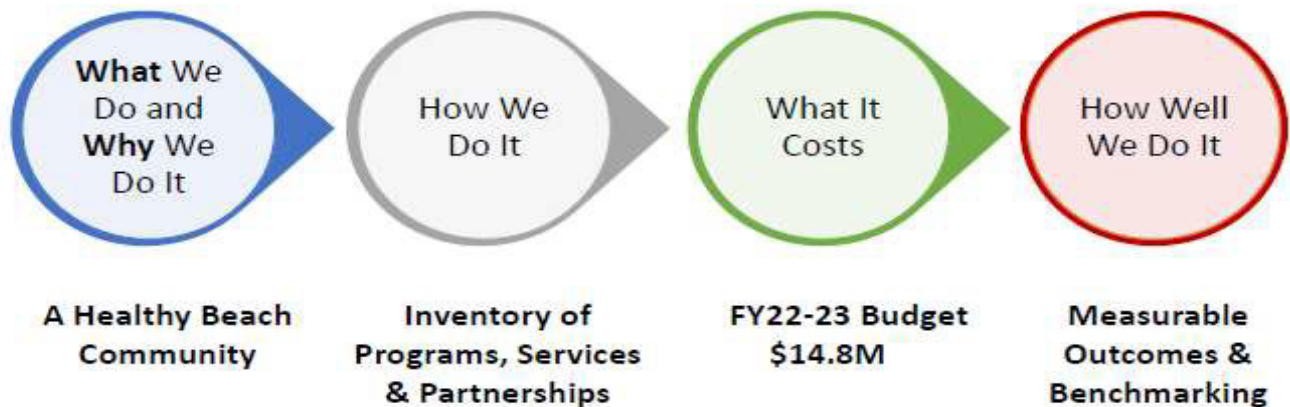 What We
Do and
Why We
Do It
How We
Do It
What It
Costs
How Well
We Do It
A Healthy Beach
Community
Inventory of
Programs, Services
& Partnerships
FY22-23 Budget
$14.8M
Measurable
Outcomes &
Benchmarking